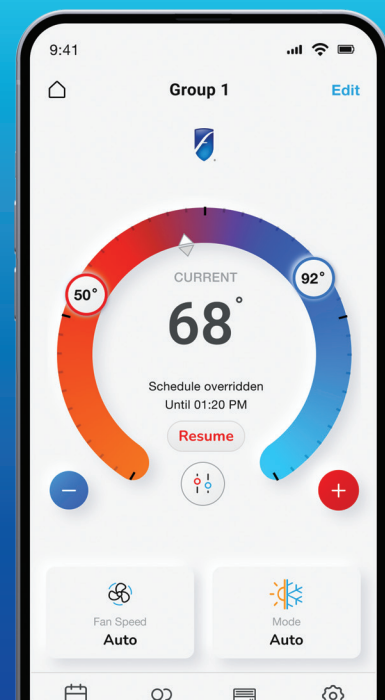 9:41
Group 1
Edit
50°
92°
CURRENT
68°
Schedule overridden
Until 01:20 PM
Resume
Fan Speed
Auto
Mode
Auto